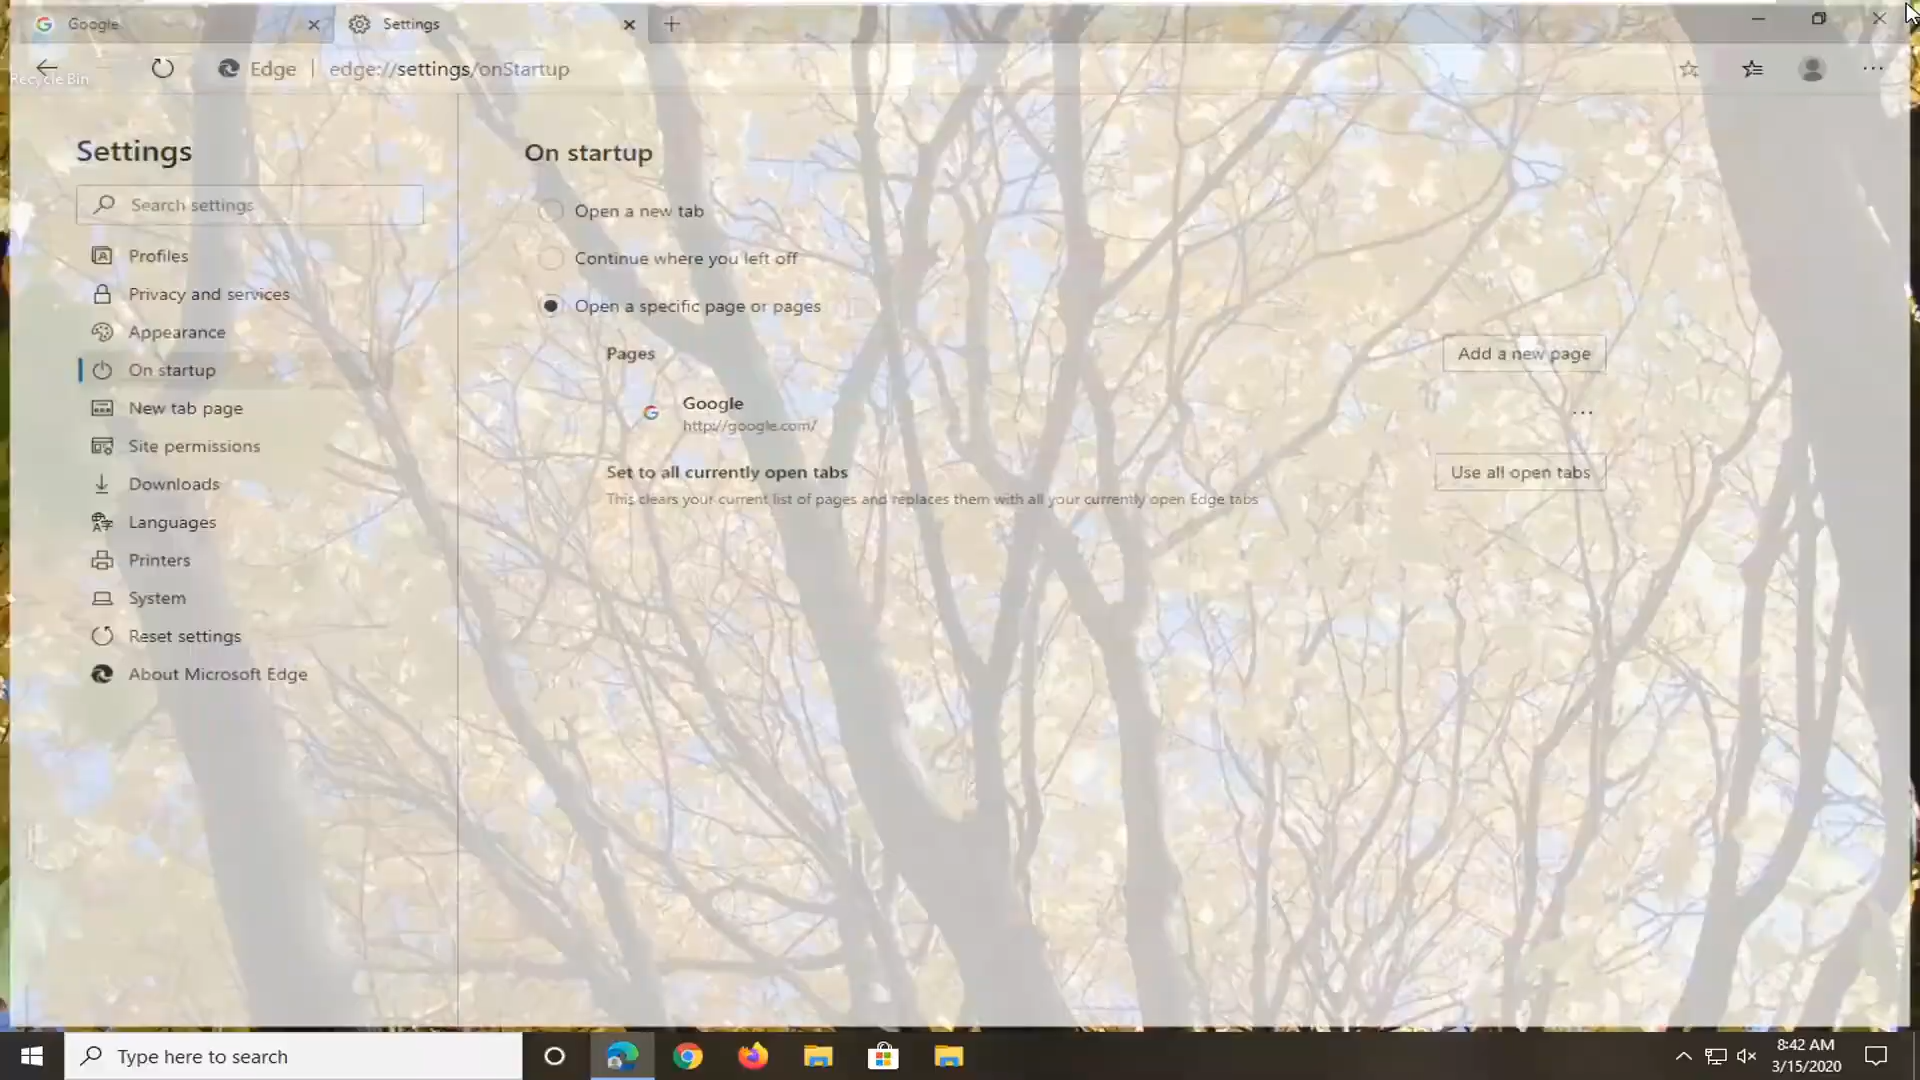 Google
Settings
Recycle Bin
Edge
edge://settings/onStartup
Settings
Search settings
Profiles
Privacy and services
Appearance
On startup
New tab page
Site permissions
Downloads
Languages
Printers
System
Reset settings
About Microsoft Edge
On startup
Open a new tab
Continue where you left off
Open a specific page or pages
Pages
Add a new page
Google
http://google.com/
Set to all currently open tabs
Use all open tabs
This clears your current list of pages and replaces them with all your currently open Edge tabs
Type here to search
8:42 AM
3/15/2020